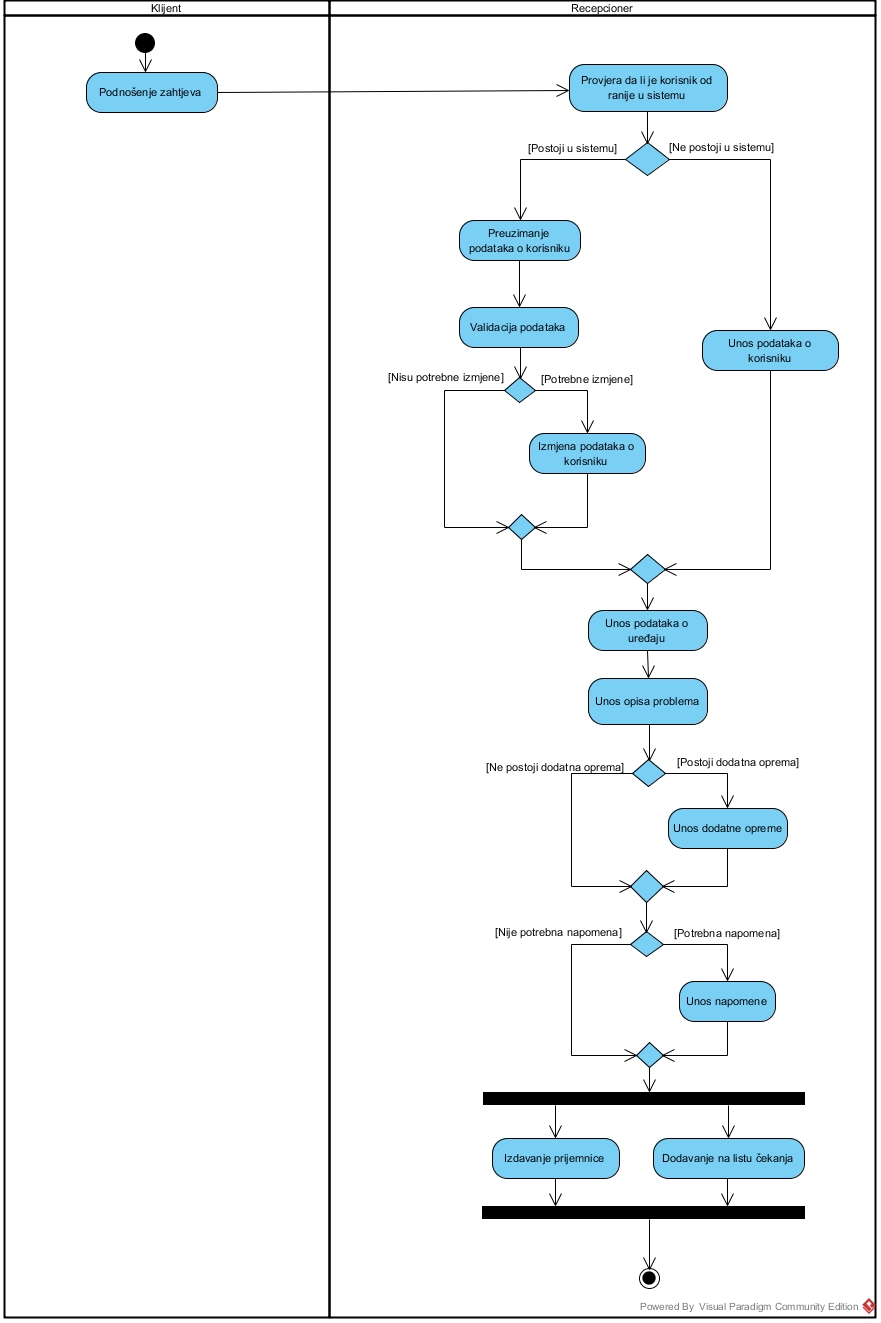 Klijent
Recepcioner
Podnošenje zahtjeva
Provjera da li je korisnik od
ranije u sistemu
[Postoji u sistemu]
[Ne postoji u sistemu]
Preuzimanje
podataka o korisniku
Validacija podataka
Unos podataka o
korisniku
[Nisu potrebne izmjene]
[Potrebne izmjene]
Izmjena podataka o
korisniku
Unos podataka o
uređaju
Unos opisa problema
[Ne postoji dodatna oprema]
[Postoji dodatna oprema]
Unos dodatne opreme
[Nije potrebna napomena]
[Potrebna napomena]
Unos napomene
Izdavanje prijemnice
Dodavanje na listu čekanja
Powered By Visual Paradigm Community Edition